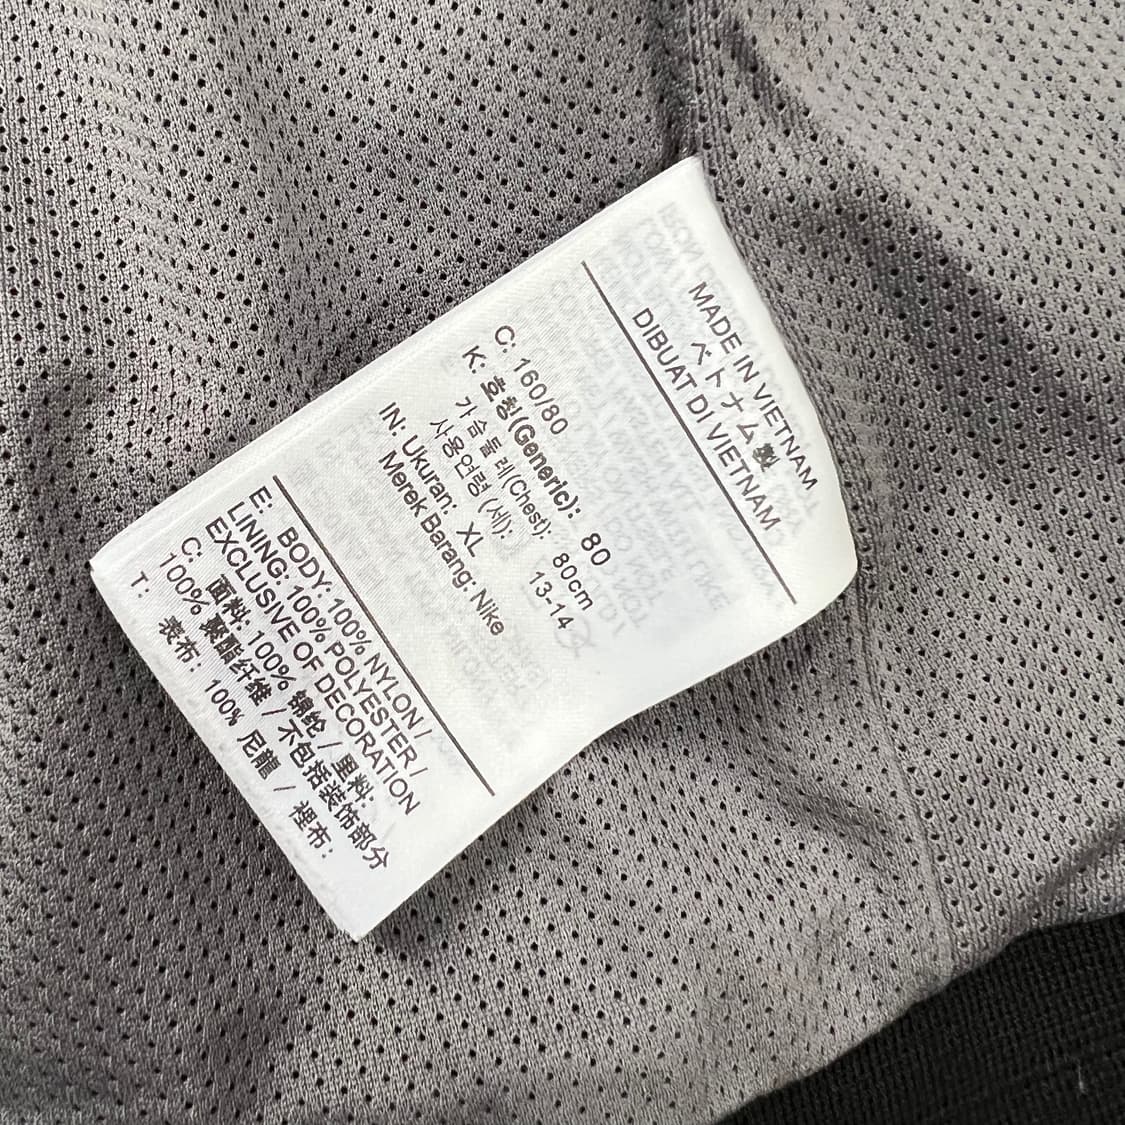 MADE IN VIETNAM
ベトナム製
DIBUAT DI VIETNAM
C: 160/80
K: 호칭(Generic): 80
가슴둘레(Chest): 80cm
사용연령(세): 13-14
IN: Ukuran: XL
Merek Barang: Nike
E: BODY: 100% NYLON /
LINING: 100% POLYESTER /
EXCLUSIVE OF DECORATION
C: 面料: 100% 锦纶 / 里料:
100% 聚酯纤维 / 不包括装饰部分
T: 表布: 100% 尼龍 / 裡布: